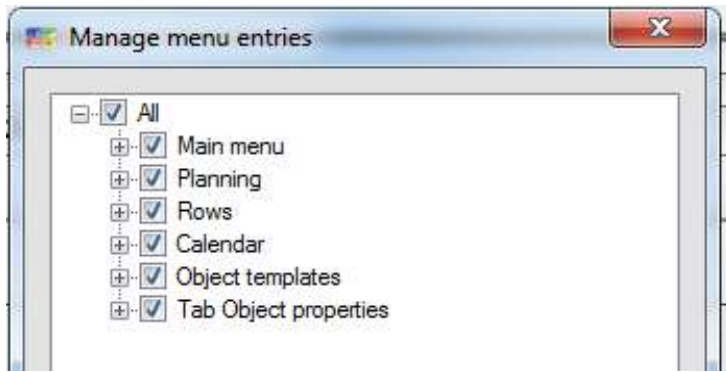 Manage menu entries
All
Main menu
Planning
Rows
Calendar
Object templates
Tab Object properties